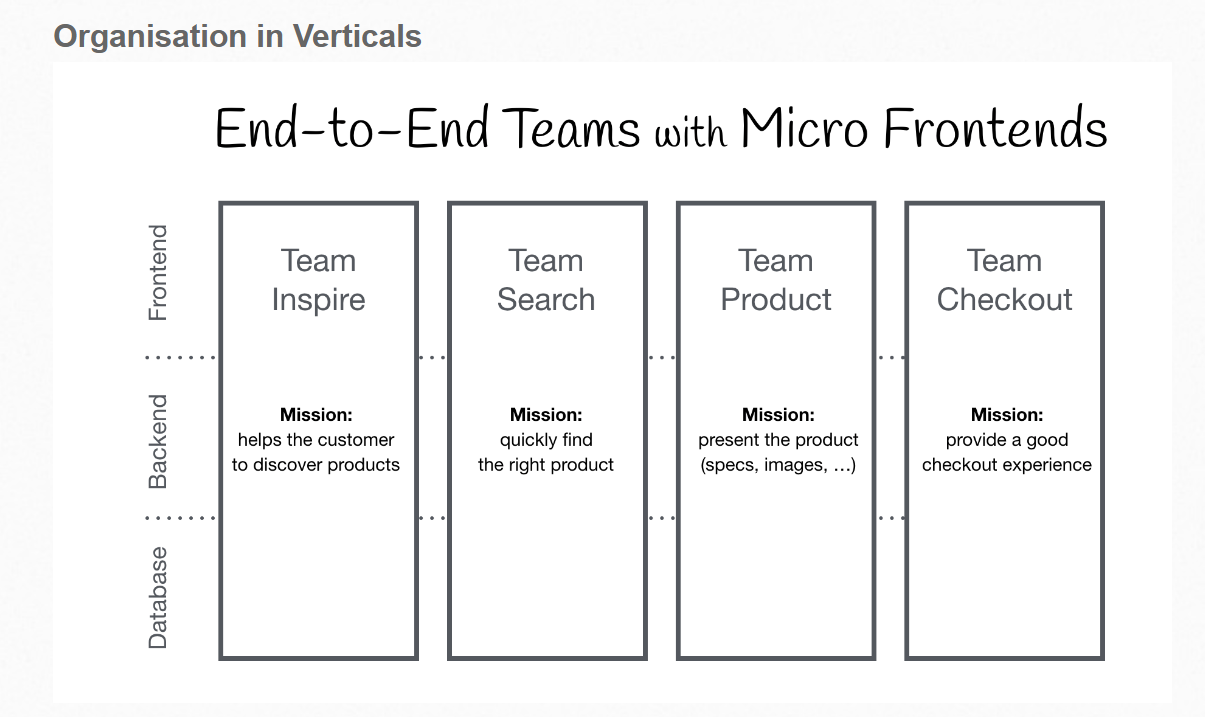 Organisation in Verticals
End-to-End Teams with Micro Frontends
Frontend
Backend
Database
Team
Inspire
Mission:
helps the customer
to discover products
Team
Search
Mission:
quickly find
the right product
Team
Product
Mission:
present the product
(specs, images, …)
Team
Checkout
Mission:
provide a good
checkout experience